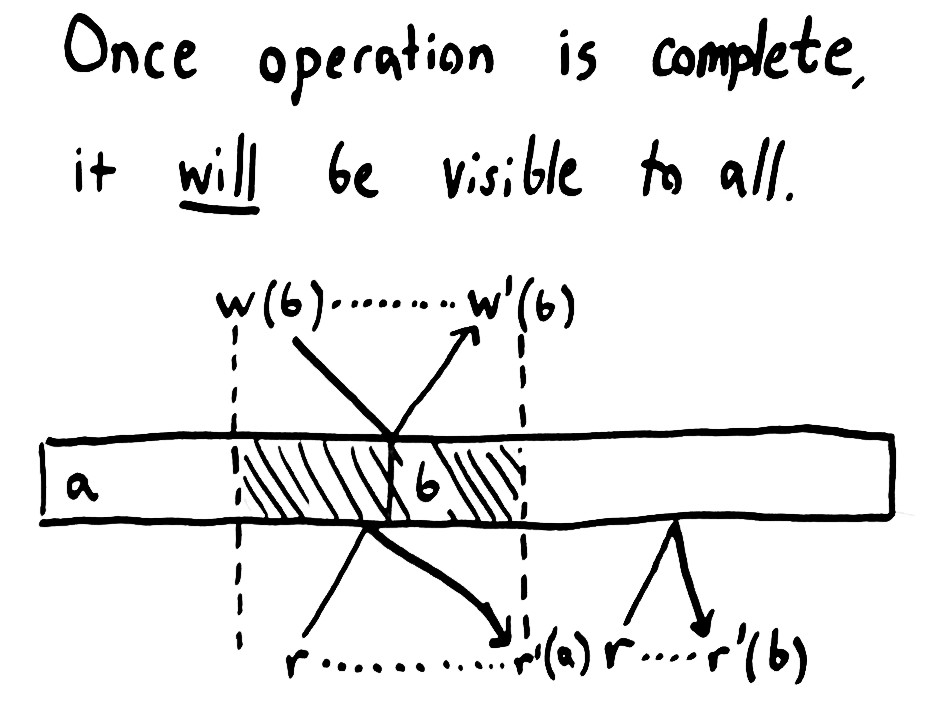 Once operation is complete,
it will be visible to all.
w(b)........w'(b)
a b
r............r'(a) r....r'(b)